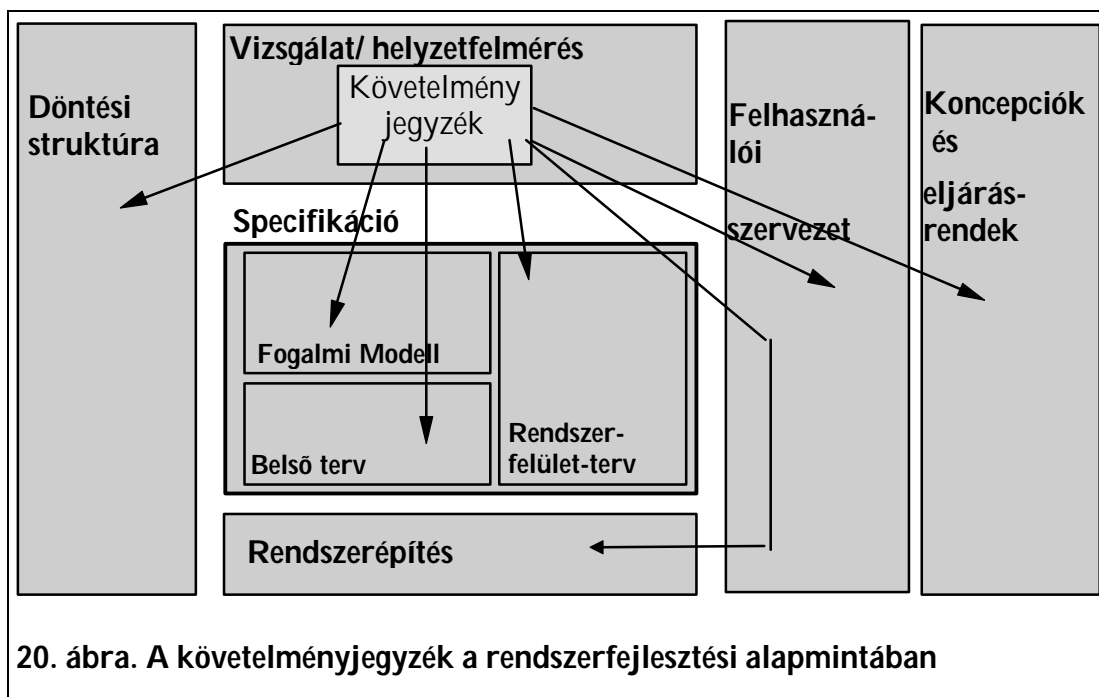 Döntési
struktúra
Vizsgálat/ helyzetfelmérés
Követelmény
jegyzék
Specifikáció
Fogalmi Modell
Belsõ terv
Rendszer-
felület-terv
Rendszerépítés
Felhaszná-
lói
szervezet
Koncepciók
és
eljárás-
rendek
20. ábra. A követelményjegyzék a rendszerfejlesztési alapmintában